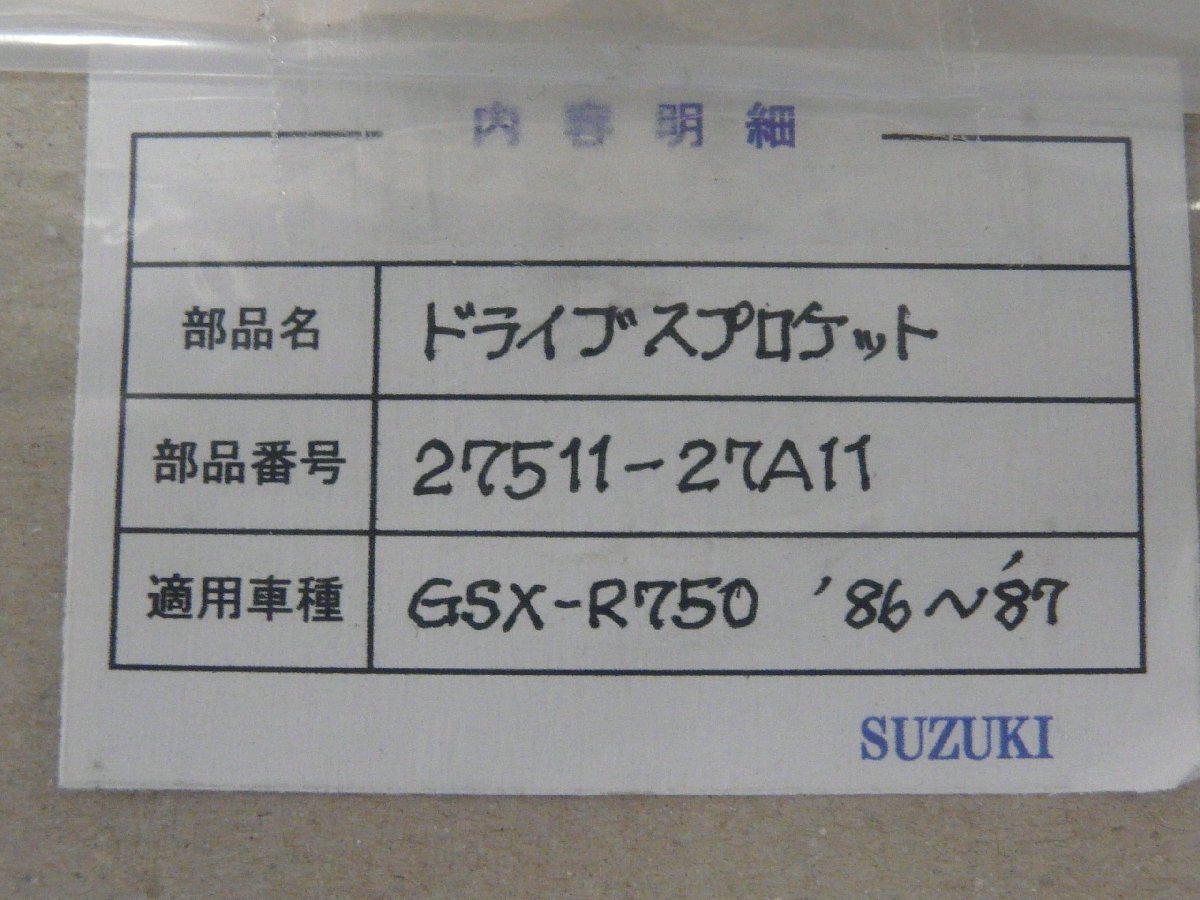 内容明細
部品名 ドライブスプロケット
部品番号 27511-27A11
適用車種 GSX-R750 '86~'87
SUZUKI